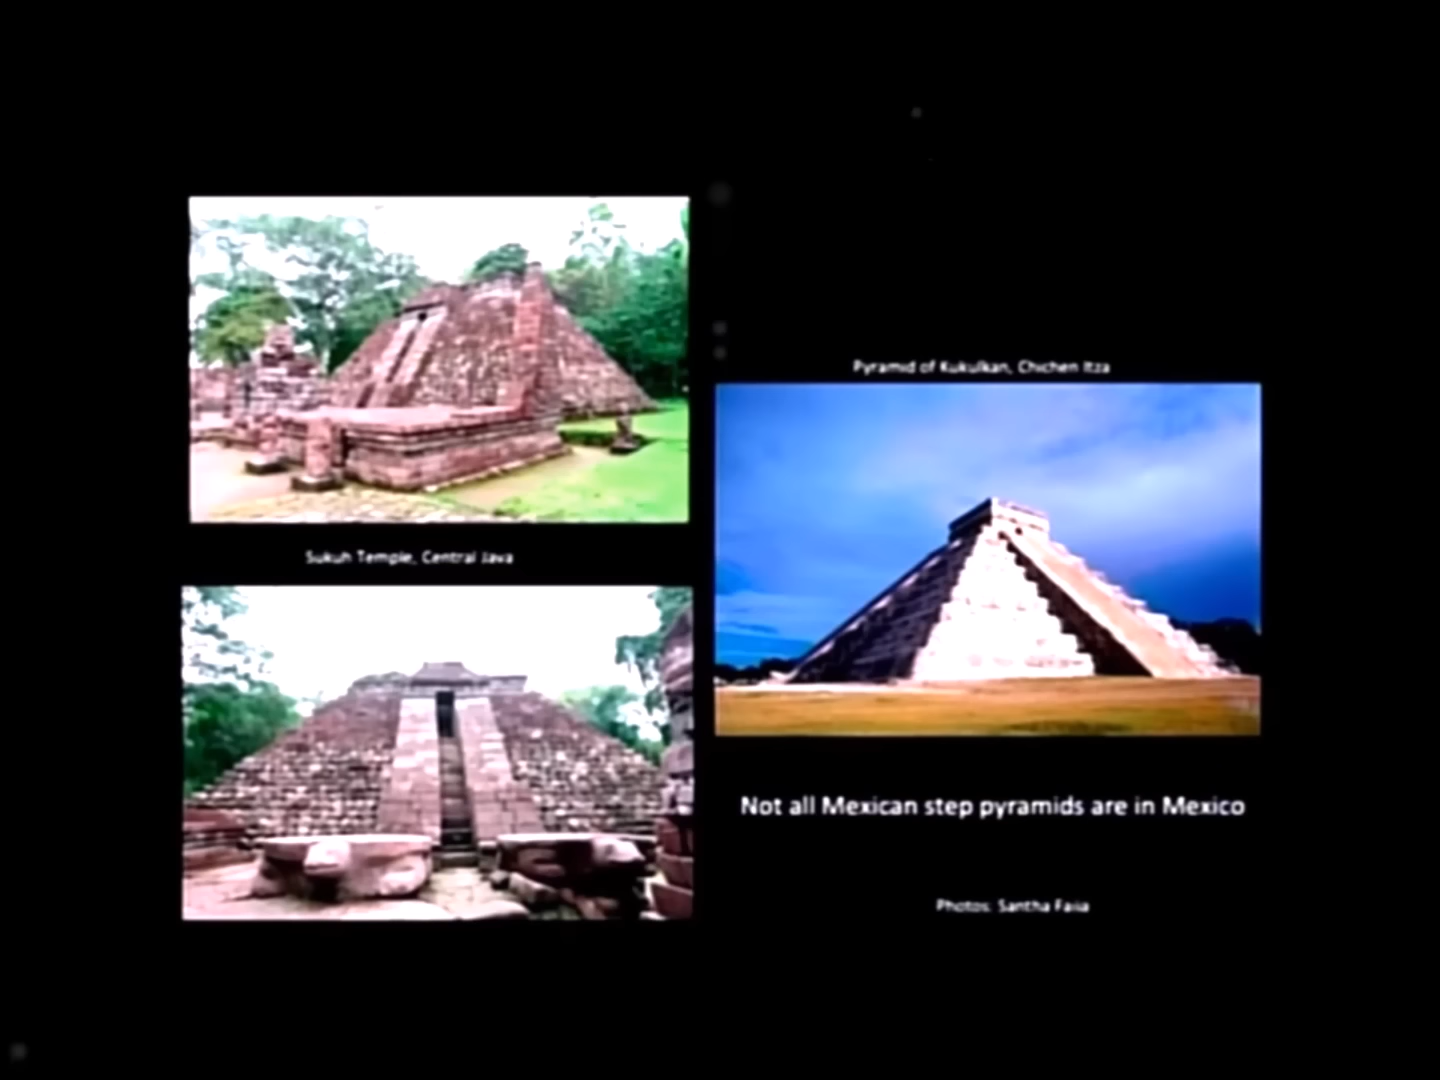 Pyramid of Kukulkan, Chichen Itza
Sukuh Temple, Central Java
Not all Mexican step pyramids are in Mexico
Photos: Santha Faiia